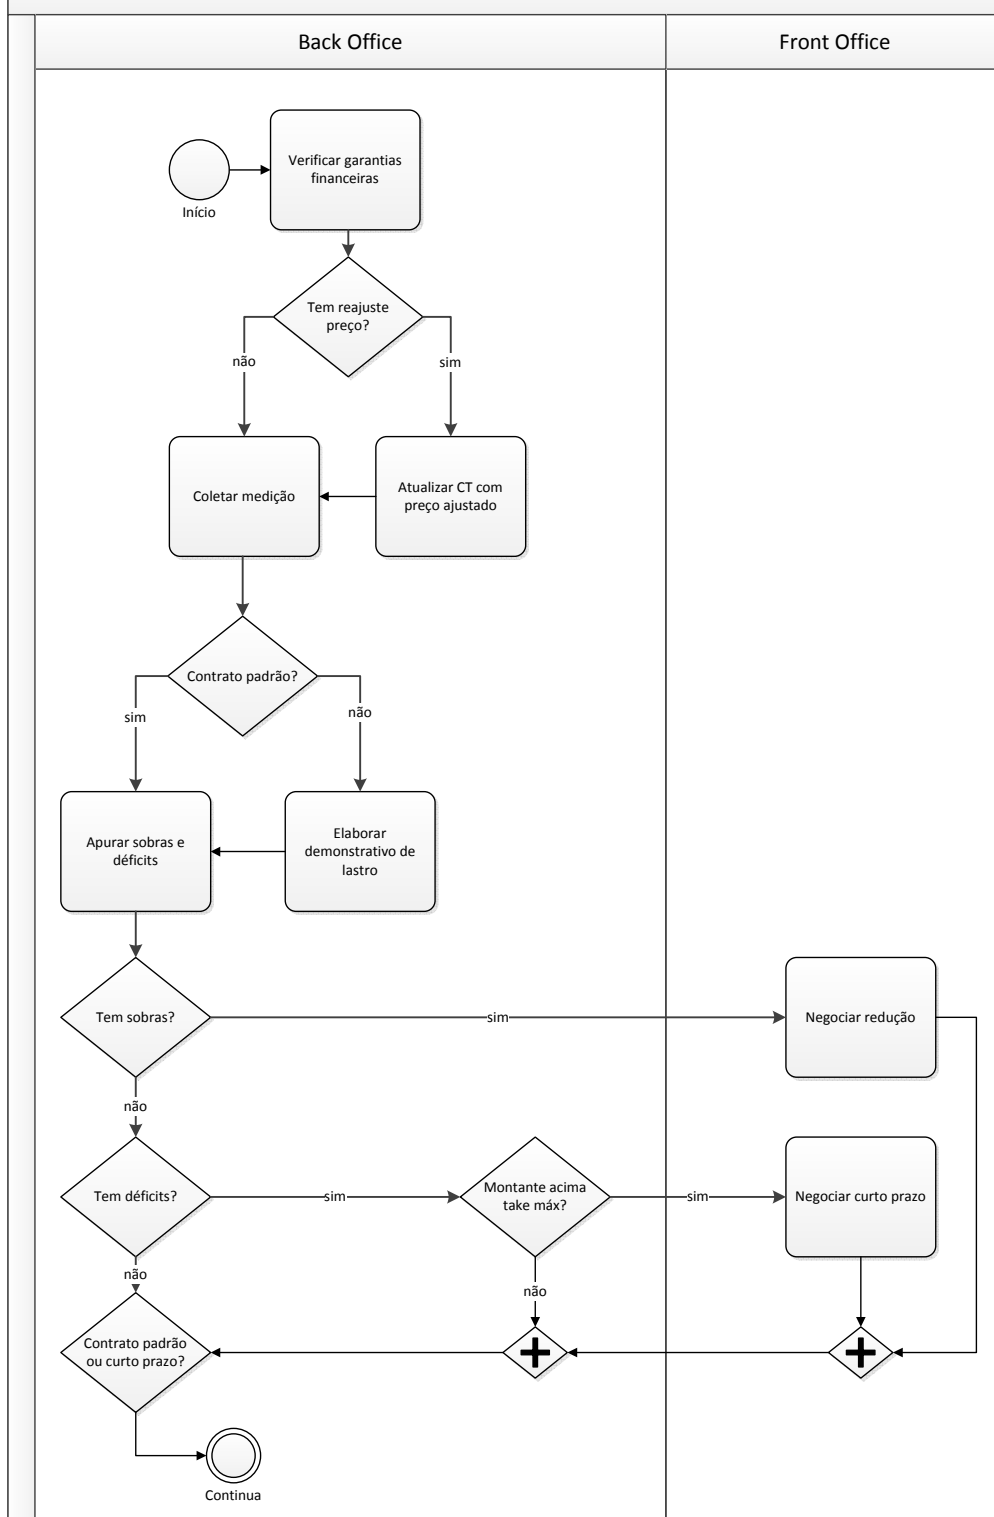 Back Office
Front Office
Verificar garantias
financeiras
Início
Tem reajuste
preço?
não
sim
Coletar medição
Atualizar CT com
preço ajustado
Contrato padrão?
sim
não
Apurar sobras e
déficits
Elaborar
demonstrativo de
lastro
Tem sobras?
sim
Negociar redução
não
Tem déficits?
sim
Montante acima
take máx?
sim
Negociar curto prazo
não
não
Contrato padrão
ou curto prazo?
Continua